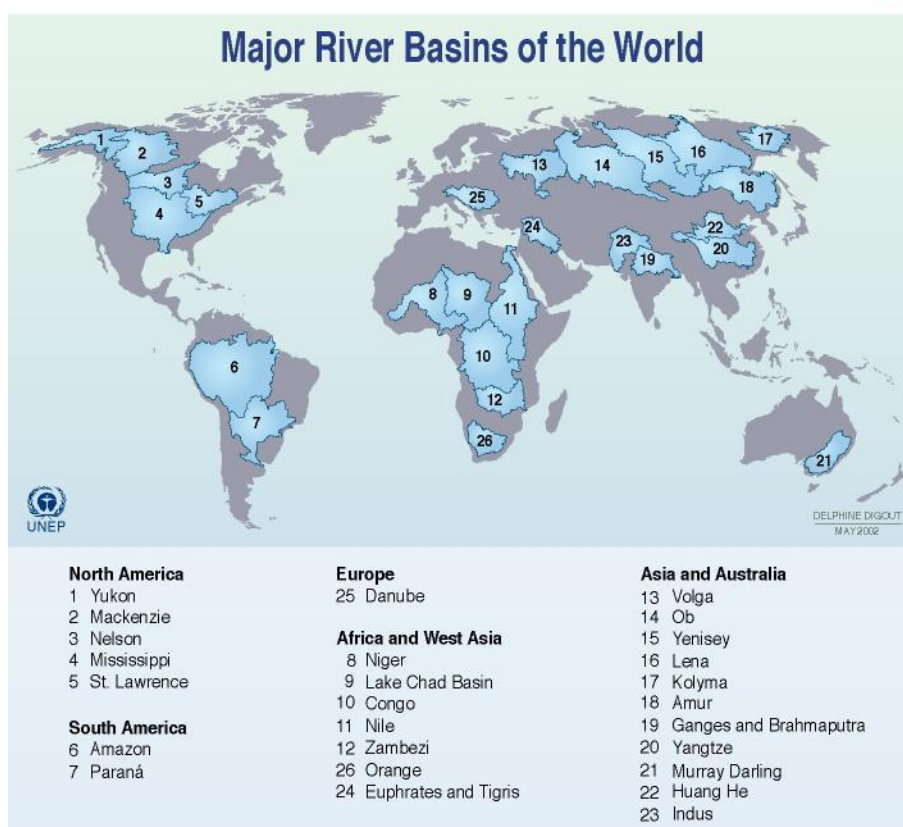 Major River Basins of the World
1
2
3
4
5
6
7
8
9
10
11
12
13
14
15
16
17
18
19
20
21
22
23
24
25
26
UNEP
DELPHINE DIGOUT
MAY 2002
North America
1 Yukon
2 Mackenzie
3 Nelson
4 Mississippi
5 St. Lawrence
South America
6 Amazon
7 Paraná
Europe
25 Danube
Africa and West Asia
8 Niger
9 Lake Chad Basin
10 Congo
11 Nile
12 Zambezi
26 Orange
24 Euphrates and Tigris
Asia and Australia
13 Volga
14 Ob
15 Yenisey
16 Lena
17 Kolyma
18 Amur
19 Ganges and Brahmaputra
20 Yangtze
21 Murray Darling
22 Huang He
23 Indus